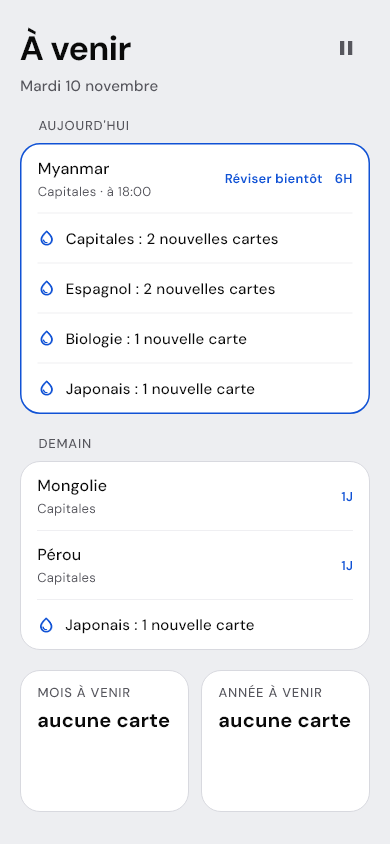 À venir
Mardi 10 novembre
AUJOURD'HUI
Myanmar
Capitales · à 18:00
Réviser bientôt 6H
Capitales : 2 nouvelles cartes
Espagnol : 2 nouvelles cartes
Biologie : 1 nouvelle carte
Japonais : 1 nouvelle carte
DEMAIN
Mongolie
Capitales
1J
Pérou
Capitales
1J
Japonais : 1 nouvelle carte
MOIS À VENIR
aucune carte
ANNÉE À VENIR
aucune carte